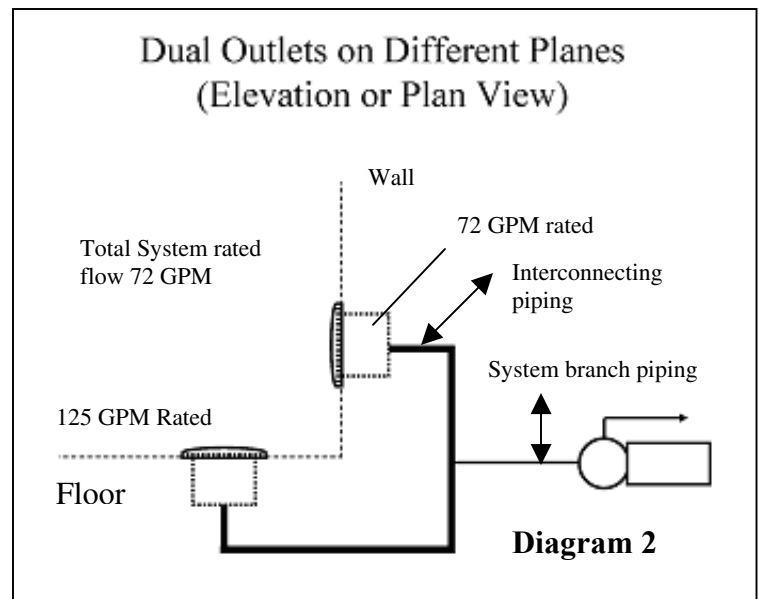 Dual Outlets on Different Planes
(Elevation or Plan View)
Wall
72 GPM rated
Total System rated
flow 72 GPM
Interconnecting
piping
System branch piping
125 GPM Rated
Floor
Diagram 2